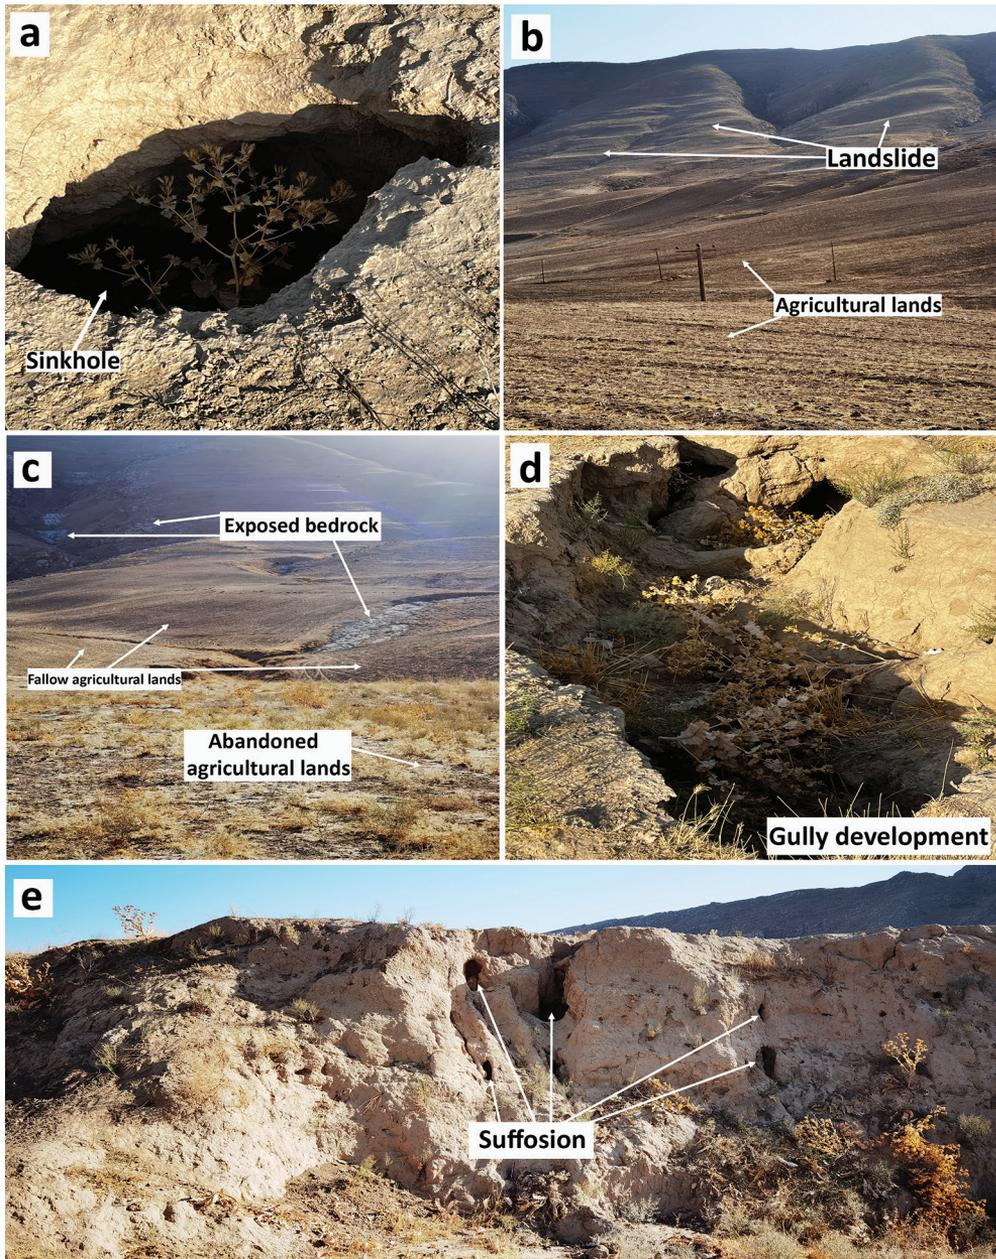 a
Sinkhole
b
Landslide
Agricultural lands
c
Exposed bedrock
Fallow agricultural lands
Abandoned
agricultural lands
d
Gully development
e
Suffosion